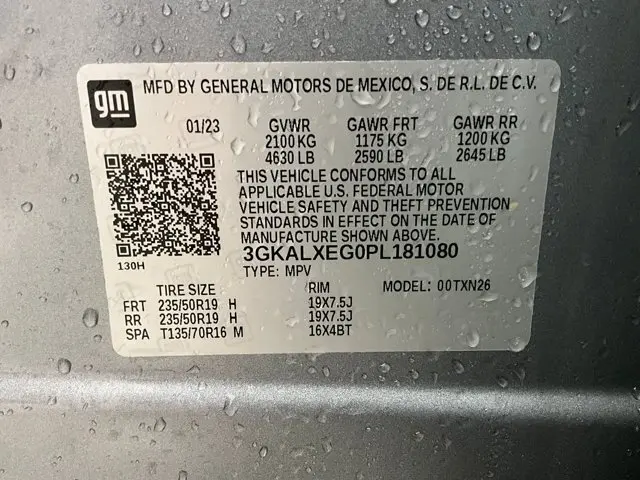 gm
MFD BY GENERAL MOTORS DE MEXICO, S. DE R.L. DE C.V.
01/23 GVWR GAWR FRT GAWR RR
2100 KG 1175 KG 1200 KG
4630 LB 2590 LB 2645 LB
THIS VEHICLE CONFORMS TO ALL
APPLICABLE U.S. FEDERAL MOTOR
VEHICLE SAFETY AND THEFT PREVENTION
STANDARDS IN EFFECT ON THE DATE OF
MANUFACTURE SHOWN ABOVE.
3GKALXEG0PL181080
130H
TYPE: MPV
TIRE SIZE RIM MODEL: 00TXN26
FRT 235/50R19 H 19X7.5J
RR 235/50R19 H 19X7.5J
SPA T135/70R16 M 16X4BT